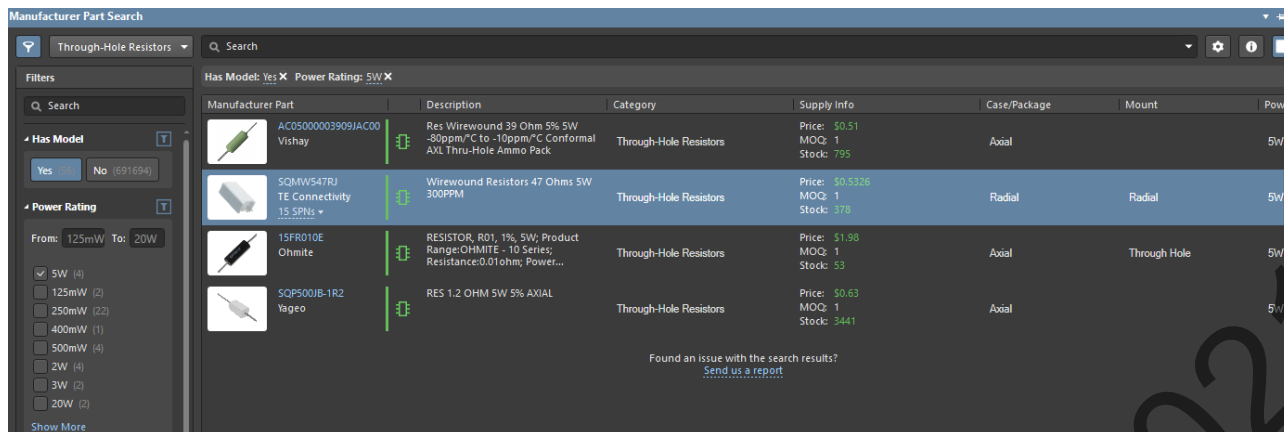 Manufacturer Part Search
Through-Hole Resistors
Search
Filters
Search
Has Model
Yes (56) No (691694)
Power Rating
From: 125mW To: 20W
5W (4)
125mW (2)
250mW (22)
400mW (1)
500mW (4)
2W (4)
3W (2)
20W (2)
Show More
Has Model: Yes Power Rating: 5W
Manufacturer Part Description Category Supply Info Case/Package Mount Pow
AC05000003909JAC00
Vishay
Res Wirewound 39 Ohm 5% 5W
-80ppm/°C to -10ppm/°C Conformal
AXL Thru-Hole Ammo Pack
Through-Hole Resistors
Price: $0.51
MOQ: 1
Stock: 795
Axial
5W
SQMW547RJ
TE Connectivity
15 SPNs
Wirewound Resistors 47 Ohms 5W
300PPM
Through-Hole Resistors
Price: $0.5326
MOQ: 1
Stock: 378
Radial
Radial
5W
15FR010E
Ohmite
RESISTOR, R01, 1%, 5W; Product
Range:OHMITE - 10 Series;
Resistance:0.01ohm; Power...
Through-Hole Resistors
Price: $1.98
MOQ: 1
Stock: 53
Axial
Through Hole
5W
SQP500JB-1R2
Yageo
RES 1.2 OHM 5W 5% AXIAL
Through-Hole Resistors
Price: $0.63
MOQ: 1
Stock: 3441
Axial
5W
Found an issue with the search results?
Send us a report